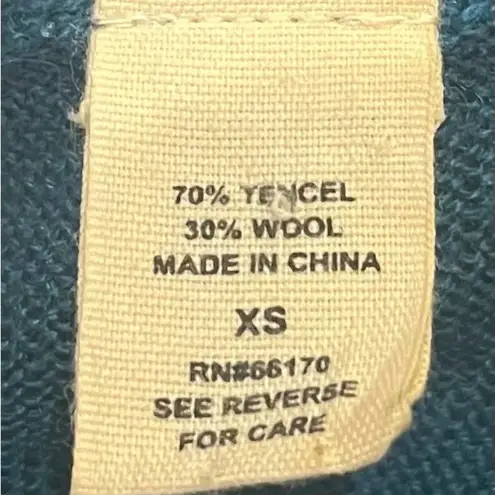 70% TENCEL
30% WOOL
MADE IN CHINA
XS
RN#66170
SEE REVERSE
FOR CARE